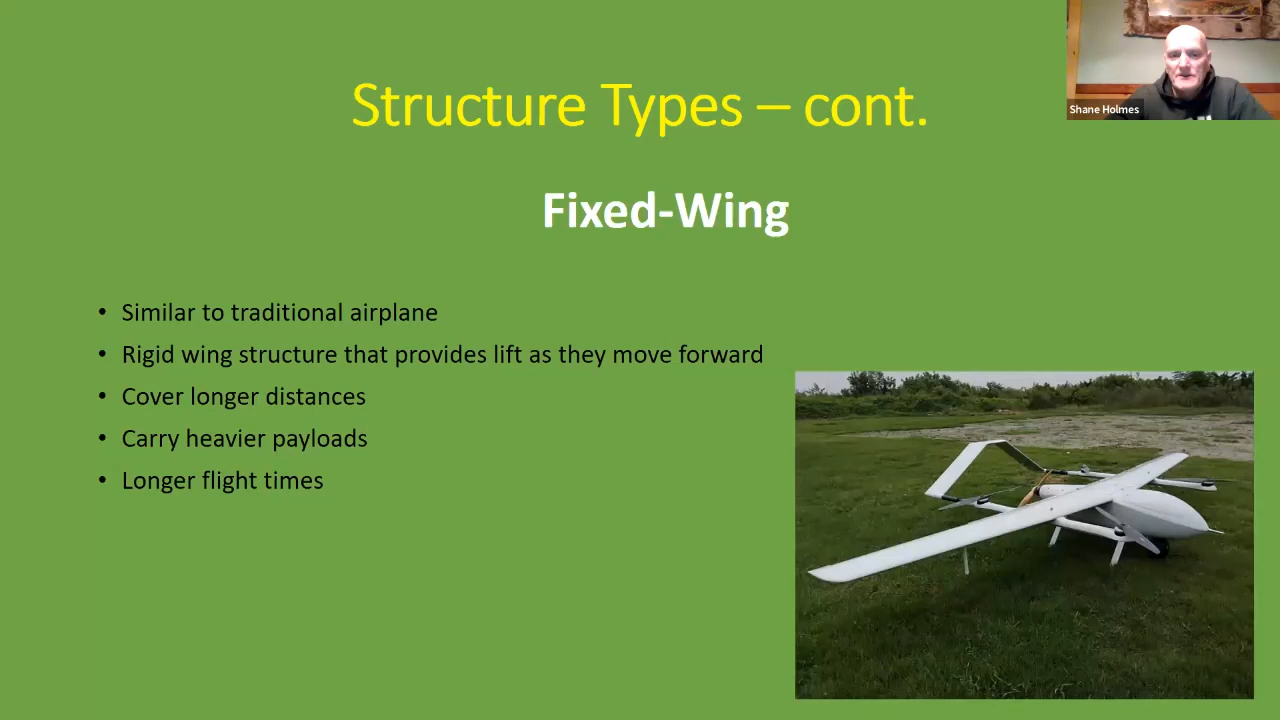 Structure Types – cont.
Shane Holmes
Fixed-Wing
• Similar to traditional airplane
• Rigid wing structure that provides lift as they move forward
• Cover longer distances
• Carry heavier payloads
• Longer flight times